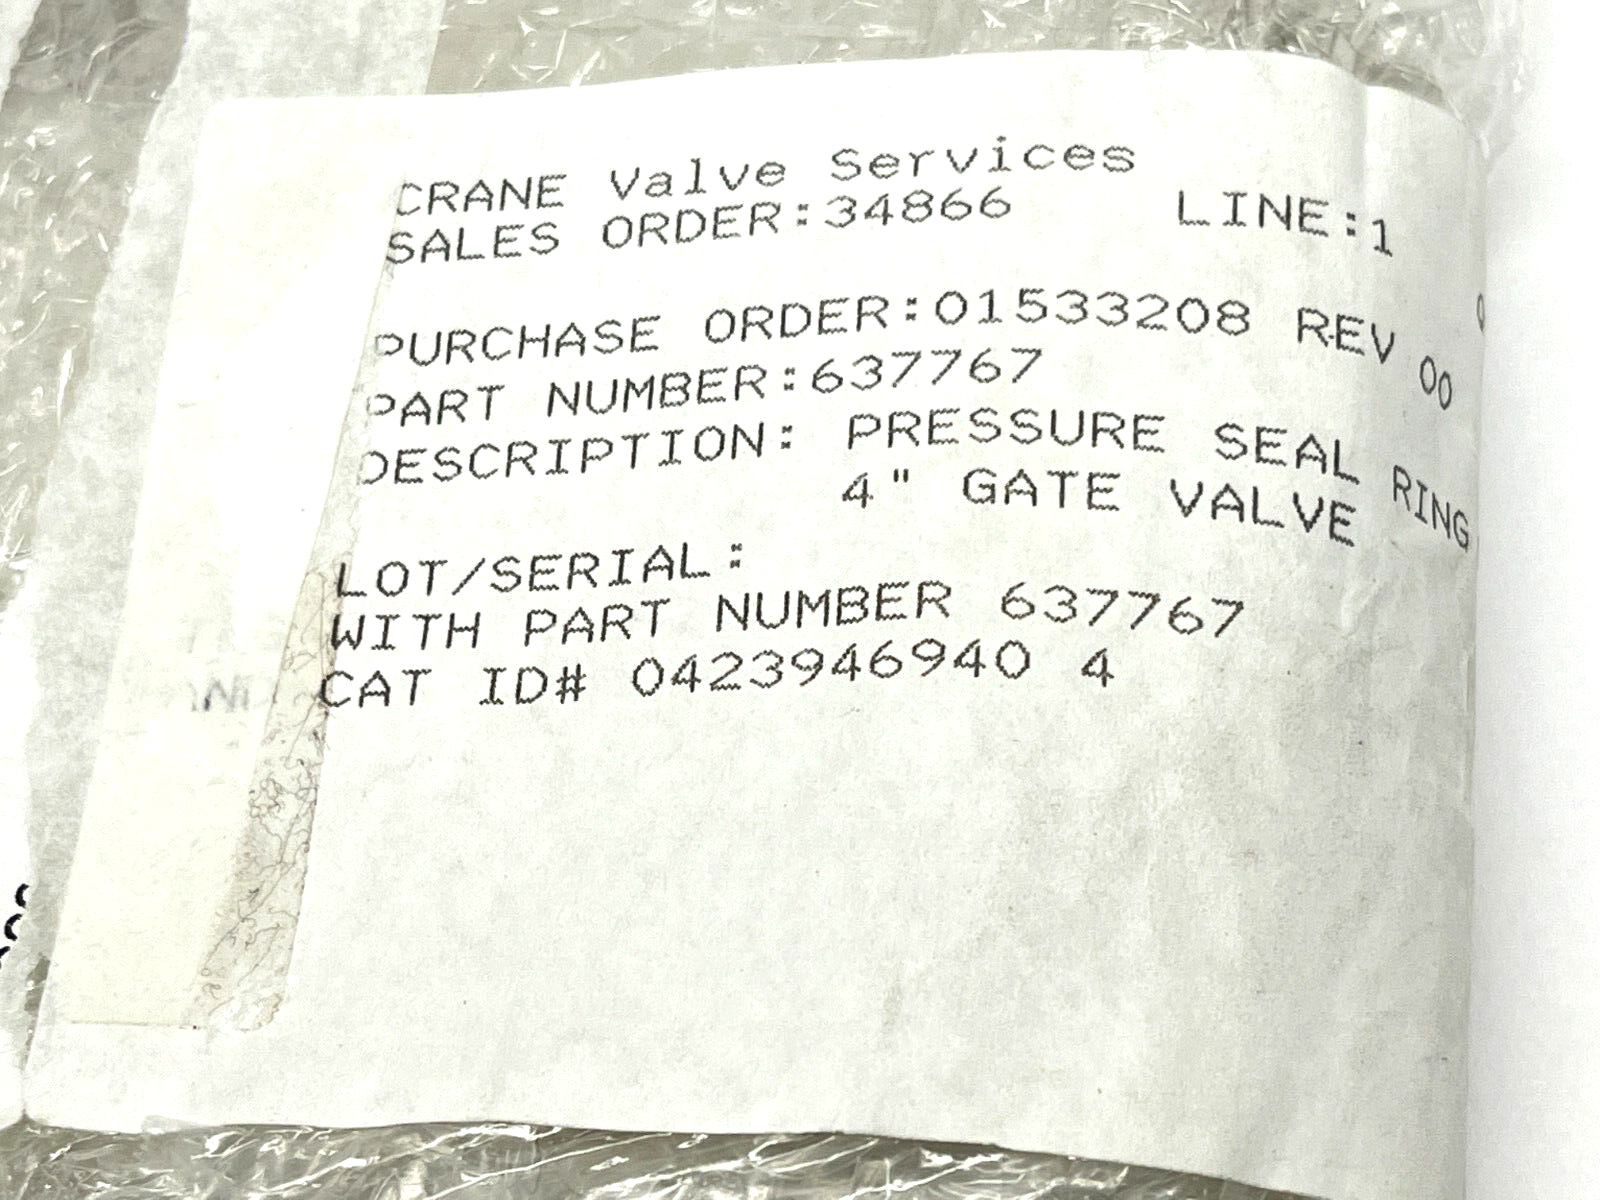 CRANE Valve Services
SALES ORDER:34866 LINE:1
PURCHASE ORDER:01533208 REV 00
PART NUMBER:637767
DESCRIPTION: PRESSURE SEAL RING
4" GATE VALVE
LOT/SERIAL:
WITH PART NUMBER 637767
CAT ID# 0423946940 4